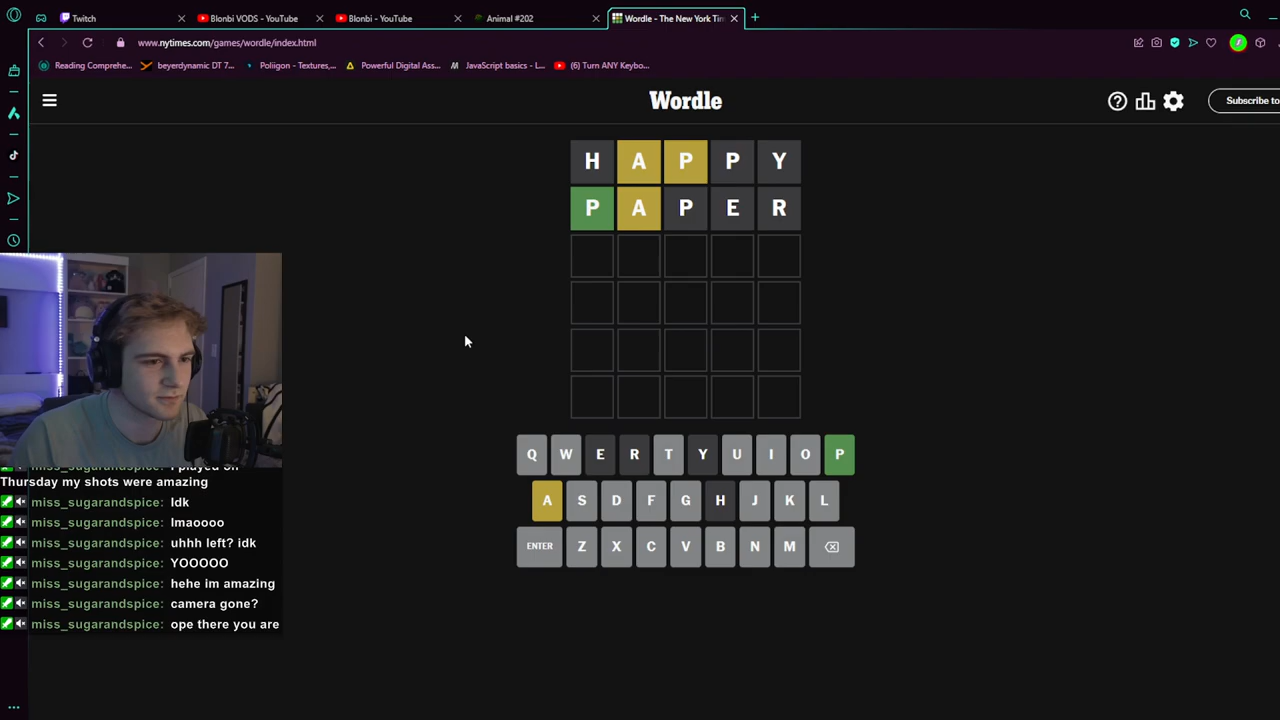 Twitch
Blonbi VODS - YouTube
Blonbi - YouTube
Animal #202
Wordle - The New York Tim
www.nytimes.com/games/wordle/index.html
Reading Comprehe...
beyerdynamic DT 7...
Poliigon - Textures,...
Powerful Digital Ass...
JavaScript basics - L...
(6) Turn ANY Keybo...
Wordle
Subscribe to
H A P P Y
P A P E R
Q W E R T Y U I O P
A S D F G H J K L
ENTER Z X C V B N M
Thursday my shots were amazing
miss_sugarandspice: Idk
miss_sugarandspice: lmaoooo
miss_sugarandspice: uhhh left? idk
miss_sugarandspice: YOOOOO
miss_sugarandspice: hehe im amazing
miss_sugarandspice: camera gone?
miss_sugarandspice: ope there you are